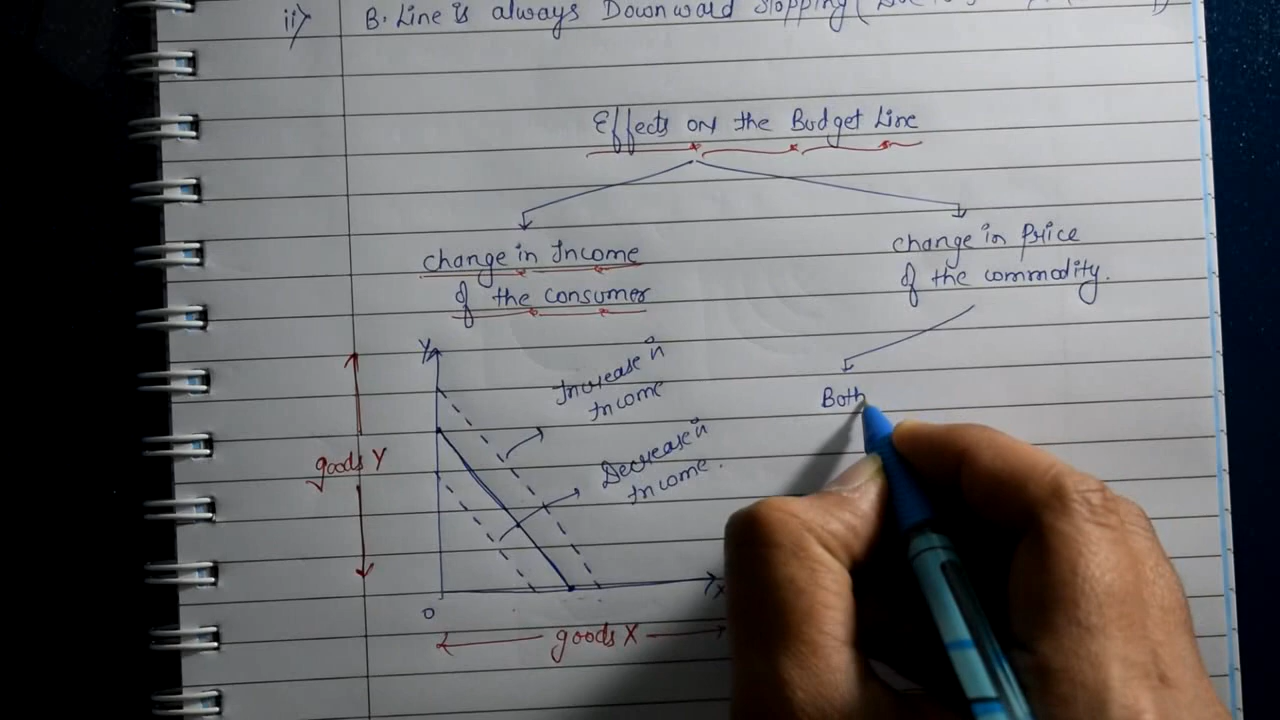 ii) B. Line is always Downward Slopping (
Effects on the Budget Line
change in Income
of the consumer
change in Price
of the commodity.
Both
Y
Increase in
Income
Decrease in
Income.
goods Y
O
X
goods X